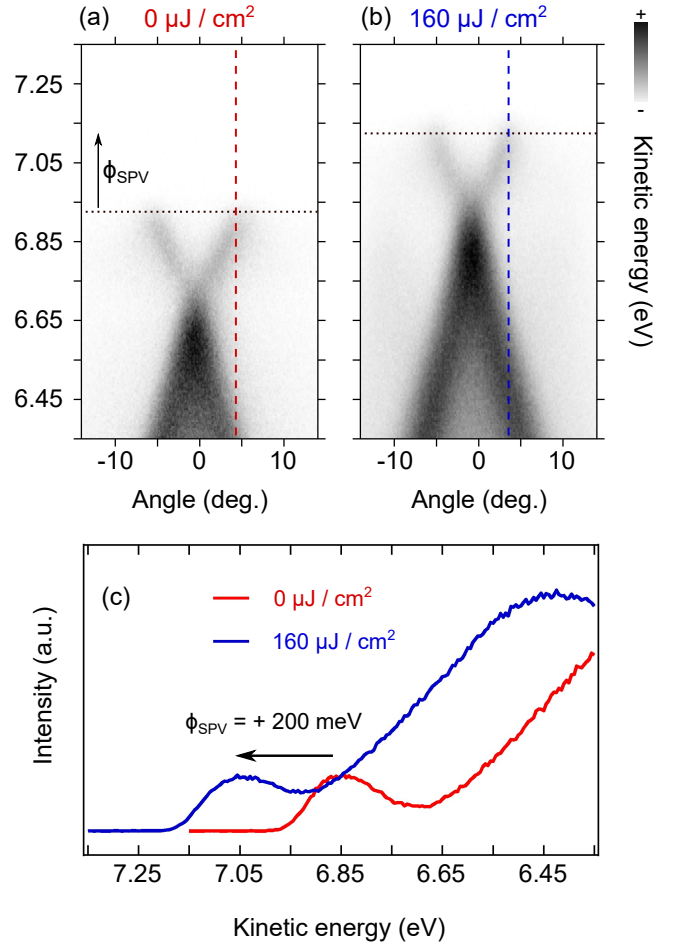 (a) 0 µJ / cm²
(b) 160 µJ / cm²
+
-
7.25
7.05
6.85
6.65
6.45
ϕSPV
Kinetic energy (eV)
-10 0 10
-10 0 10
Angle (deg.)
Angle (deg.)
(c)
0 µJ / cm²
160 µJ / cm²
ϕSPV = + 200 meV
Intensity (a.u.)
7.25 7.05 6.85 6.65 6.45
Kinetic energy (eV)